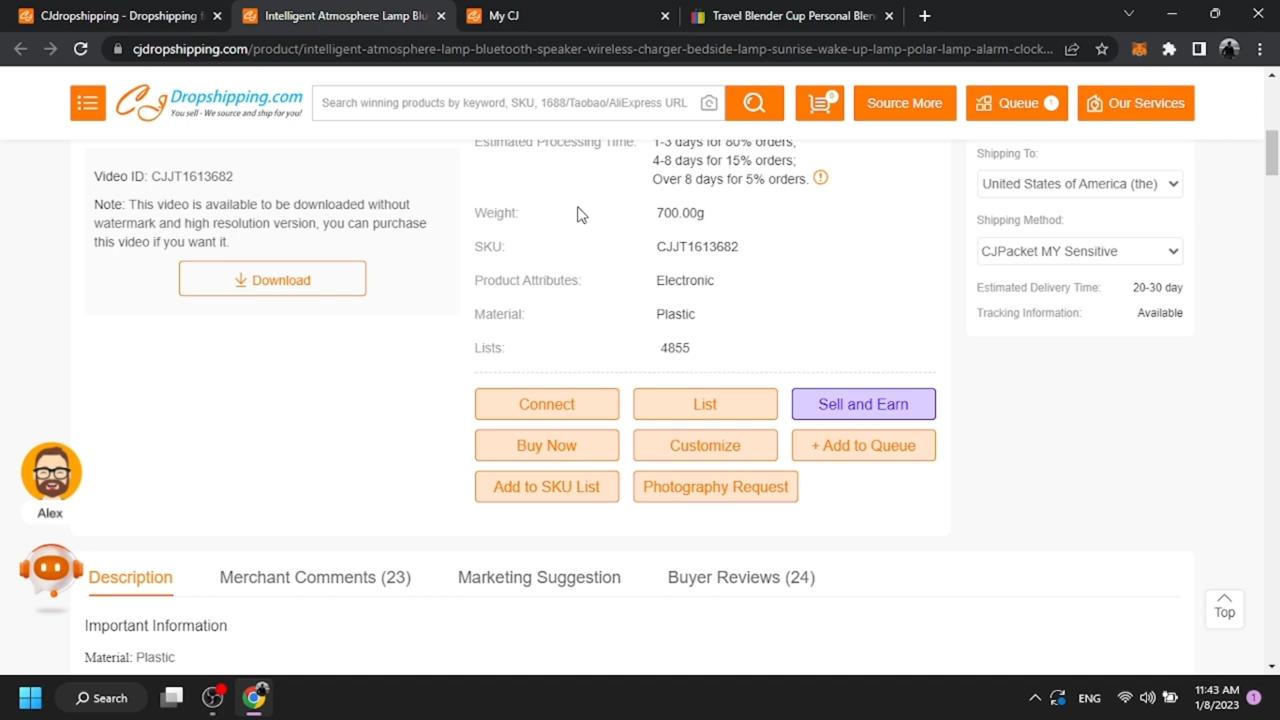 CJdropshipping - Dropshipping f
Intelligent Atmosphere Lamp Blu
My CJ
Travel Blender Cup Personal Blen
cjdropshipping.com/product/intelligent-atmosphere-lamp-bluetooth-speaker-wireless-charger-bedside-lamp-sunrise-wake-up-lamp-polar-lamp-alarm-clock...
CJ Dropshipping.com
You sell - We source and ship for you!
Search winning products by keyword, SKU, 1688/Taobao/AliExpress URL
0
Source More
Queue 1
Our Services
Estimated Processing Time: 1-3 days for 80% orders;
4-8 days for 15% orders;
Over 8 days for 5% orders.
Video ID: CJJT1613682
Note: This video is available to be downloaded without
watermark and high resolution version, you can purchase
this video if you want it.
Download
Weight: 700.00g
SKU: CJJT1613682
Product Attributes: Electronic
Material: Plastic
Lists: 4855
Shipping To:
United States of America (the)
Shipping Method:
CJPacket MY Sensitive
Estimated Delivery Time: 20-30 day
Tracking Information: Available
Connect
List
Sell and Earn
Buy Now
Customize
+ Add to Queue
Add to SKU List
Photography Request
Alex
Description
Merchant Comments (23)
Marketing Suggestion
Buyer Reviews (24)
Top
Important Information
Material: Plastic
Search
ENG
11:43 AM
1/8/2023
1